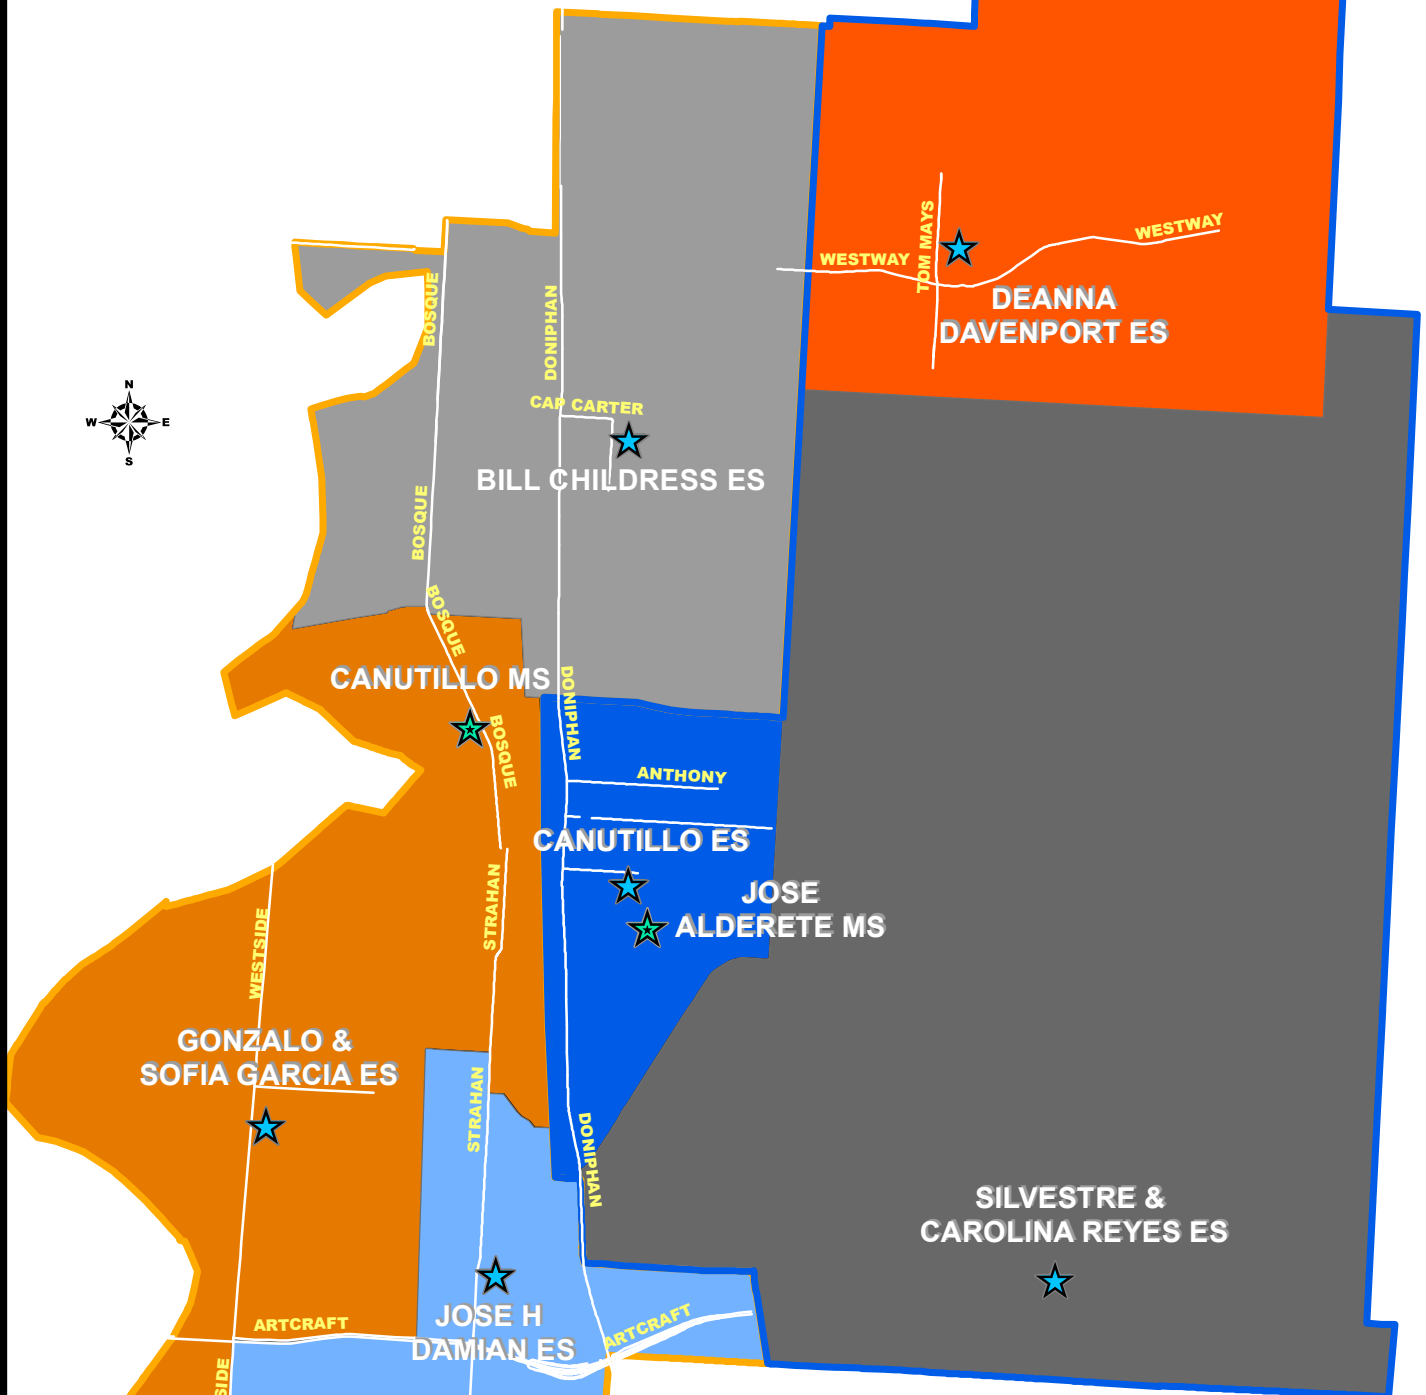 WESTWAY
TOM MAYS
WESTWAY
DEANNA
DAVENPORT ES
BOSQUE
DONIPHAN
CAP CARTER
BILL CHILDRESS ES
N
W
E
S
BOSQUE
BOSQUE
CANUTILLO MS
DONIPHAN
BOSQUE
ANTHONY
CANUTILLO ES
JOSE
ALDERETE MS
STRAHAN
WESTSIDE
GONZALO &
SOFIA GARCIA ES
STRAHAN
DONIPHAN
SILVESTRE &
CAROLINA REYES ES
ARTCRAFT
JOSE H
DAMIAN ES
ARTCRAFT
SIDE